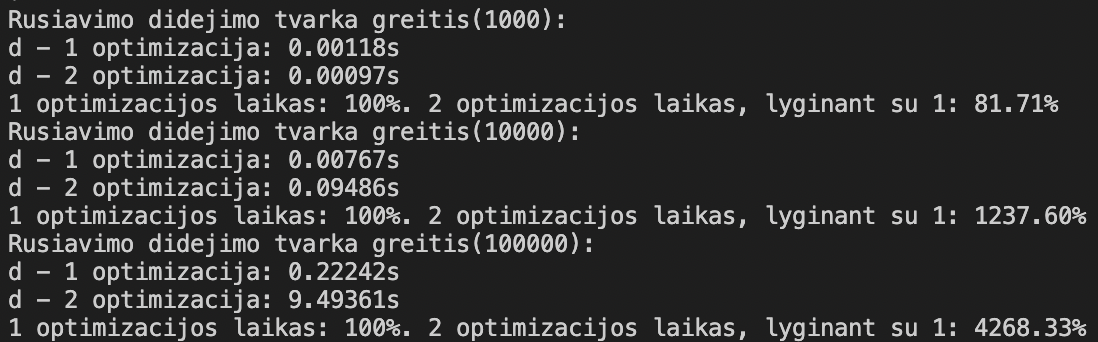 Rusiavimo didejimo tvarka greitis(1000):
d - 1 optimizacija: 0.00118s
d - 2 optimizacija: 0.00097s
1 optimizacijos laikas: 100%. 2 optimizacijos laikas, lyginant su 1: 81.71%
Rusiavimo didejimo tvarka greitis(10000):
d - 1 optimizacija: 0.00767s
d - 2 optimizacija: 0.09486s
1 optimizacijos laikas: 100%. 2 optimizacijos laikas, lyginant su 1: 1237.60%
Rusiavimo didejimo tvarka greitis(100000):
d - 1 optimizacija: 0.22242s
d - 2 optimizacija: 9.49361s
1 optimizacijos laikas: 100%. 2 optimizacijos laikas, lyginant su 1: 4268.33%